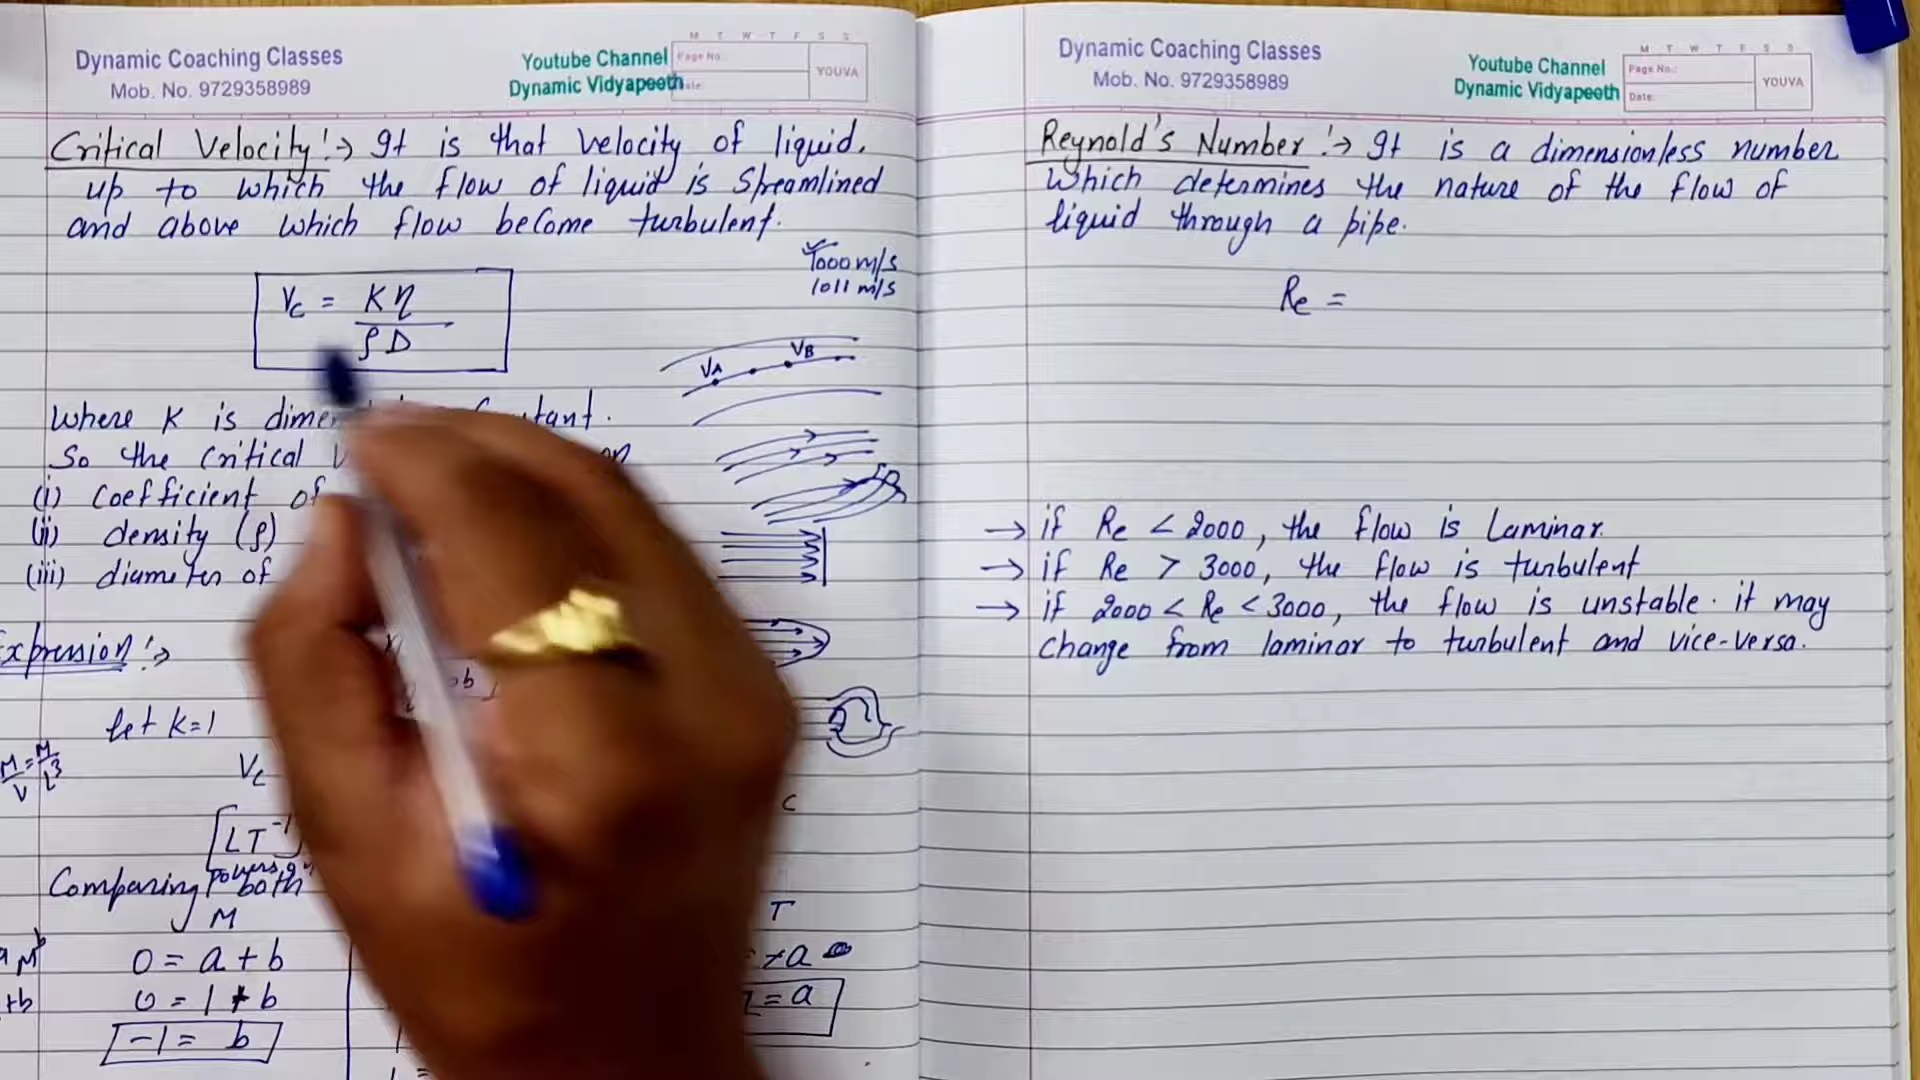 Dynamic Coaching Classes
Mob. No. 9729358989
Youtube Channel
Dynamic Vidyapeeth
M T W T F S S
Page No.:
YOUVA
Critical Velocity :→ It is that velocity of liquid,
up to which the flow of liquid is Streamlined
and above which flow become turbulent.
1000 m/s
1011 m/s
Vc = Kη
ρD
VA VB
Where K is
So the Critical
(i) Coefficient of
(ii) density (ρ)
(iii) diameter of
Expression :→
let k=1
M/V = M/L³
Vc
[LT⁻¹]
Comparing Powers both
M
T
0 = a + b
0 = 1 + b
-1 = b
= a
+b
Dynamic Coaching Classes
Mob. No. 9729358989
Youtube Channel
Dynamic Vidyapeeth
M T W T F S S
Page No.:
Date:
YOUVA
Reynold's Number :→ It is a dimensionless number
Which determines the nature of the flow of
liquid through a pipe.
Re =
→ if Re < 2000, the flow is Laminar.
→ if Re > 3000, the flow is turbulent
→ if 2000 < Re < 3000, the flow is unstable. it may
change from laminar to turbulent and vice-versa.